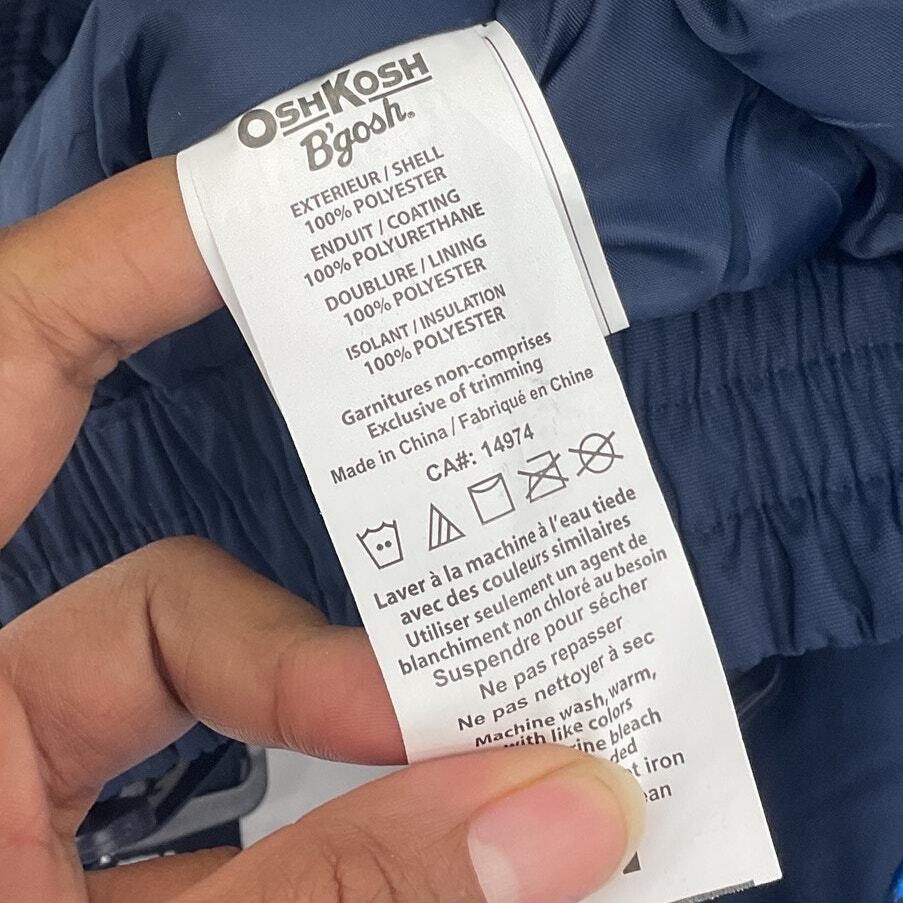 OSHKOSH
B'gosh®
EXTERIEUR / SHELL
100% POLYESTER
ENDUIT / COATING
100% POLYURETHANE
DOUBLURE / LINING
100% POLYESTER
ISOLANT / INSULATION
100% POLYESTER
Garnitures non-comprises
Exclusive of trimming
Made in China / Fabriqué en Chine
CA#: 14974
Laver à la machine à l'eau tiede
avec des couleurs similaires
Utiliser seulement un agent de
blanchiment non chloré au besoin
Suspendre pour sécher
Ne pas repasser
Ne pas nettoyer à sec
Machine wash, warm,
with like colors
bleach
iron